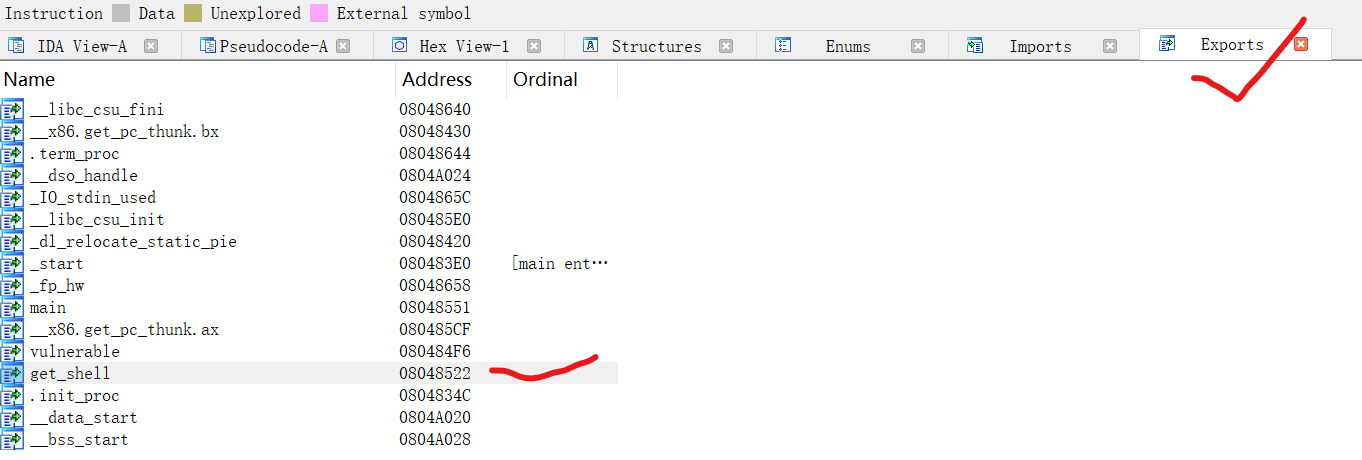 Instruction Data Unexplored External symbol
IDA View-A Pseudocode-A Hex View-1 Structures Enums Imports Exports
Name Address Ordinal
__libc_csu_fini 08048640
__x86.get_pc_thunk.bx 08048430
.term_proc 08048644
__dso_handle 0804A024
_IO_stdin_used 0804865C
__libc_csu_init 080485E0
_dl_relocate_static_pie 08048420
_start 080483E0 [main ent…
_fp_hw 08048658
main 08048551
__x86.get_pc_thunk.ax 080485CF
vulnerable 080484F6
get_shell 08048522
.init_proc 0804834C
__data_start 0804A020
__bss_start 0804A028